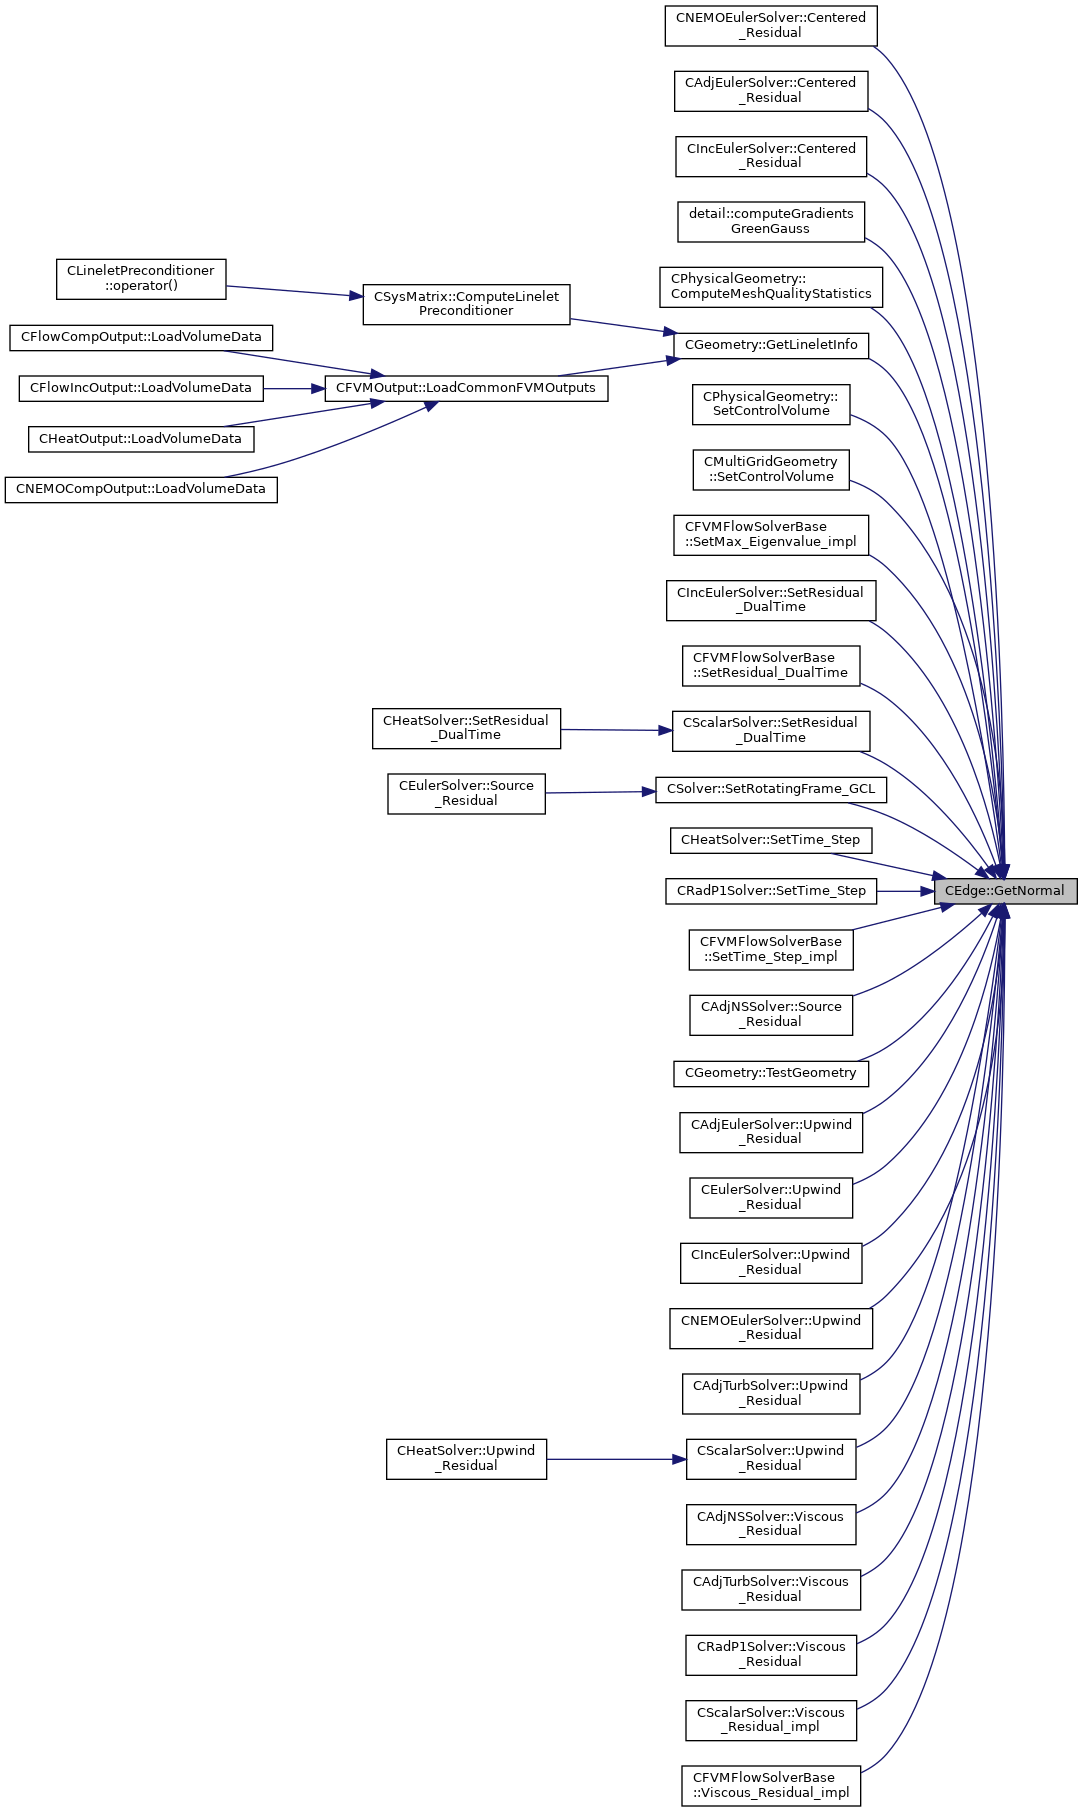 CNEMOEulerSolver::Centered
_Residual
CAdjEulerSolver::Centered
_Residual
CIncEulerSolver::Centered
_Residual
detail::computeGradients
GreenGauss
CPhysicalGeometry::
ComputeMeshQualityStatistics
CLineletPreconditioner
::operator()
CSysMatrix::ComputeLinelet
Preconditioner
CGeometry::GetLineletInfo
CFlowCompOutput::LoadVolumeData
CFlowIncOutput::LoadVolumeData
CFVMOutput::LoadCommonFVMOutputs
CHeatOutput::LoadVolumeData
CNEMOCompOutput::LoadVolumeData
CPhysicalGeometry::
SetControlVolume
CMultiGridGeometry
::SetControlVolume
CFVMFlowSolverBase
::SetMax_Eigenvalue_impl
CIncEulerSolver::SetResidual
_DualTime
CFVMFlowSolverBase
::SetResidual_DualTime
CHeatSolver::SetResidual
_DualTime
CScalarSolver::SetResidual
_DualTime
CEulerSolver::Source
_Residual
CSolver::SetRotatingFrame_GCL
CHeatSolver::SetTime_Step
CRadP1Solver::SetTime_Step
CEdge::GetNormal
CFVMFlowSolverBase
::SetTime_Step_impl
CAdjNSSolver::Source
_Residual
CGeometry::TestGeometry
CAdjEulerSolver::Upwind
_Residual
CEulerSolver::Upwind
_Residual
CIncEulerSolver::Upwind
_Residual
CNEMOEulerSolver::Upwind
_Residual
CAdjTurbSolver::Upwind
_Residual
CHeatSolver::Upwind
_Residual
CScalarSolver::Upwind
_Residual
CAdjNSSolver::Viscous
_Residual
CAdjTurbSolver::Viscous
_Residual
CRadP1Solver::Viscous
_Residual
CScalarSolver::Viscous
_Residual_impl
CFVMFlowSolverBase
::Viscous_Residual_impl